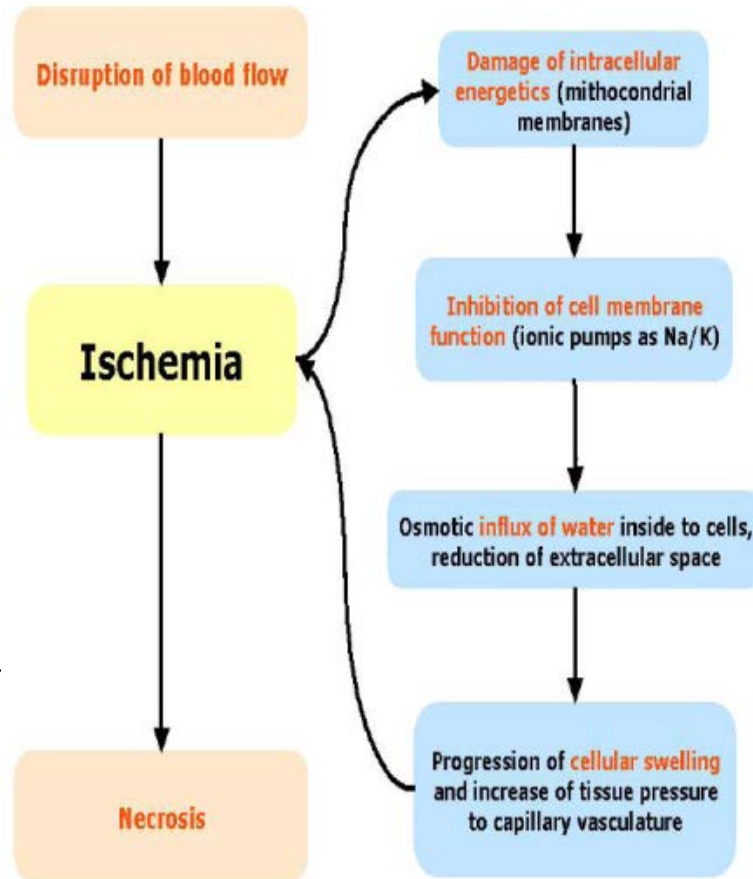 Disruption of blood flow
Ischemia
Necrosis
Damage of intracellular
energetics (mithocondrial
membranes)
Inhibition of cell membrane
function (ionic pumps as Na/K)
Osmotic influx of water inside to cells,
reduction of extracellular space
Progression of cellular swelling
and increase of tissue pressure
to capillary vasculature